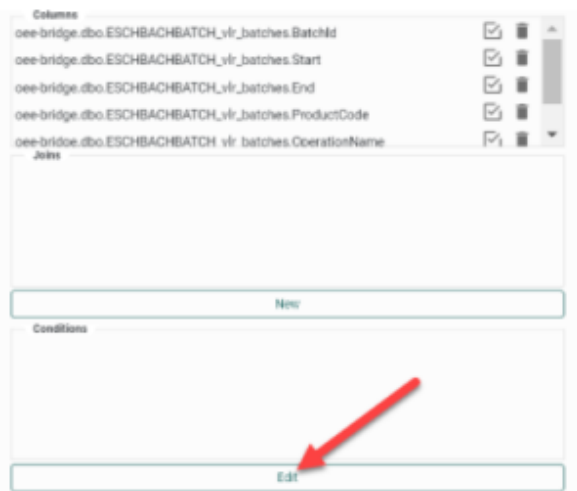 Columns
oee-bridge.dbo.ESCHBACHBATCH_vlr_batches.BatchId
oee-bridge.dbo.ESCHBACHBATCH_vlr_batches.Start
oee-bridge.dbo.ESCHBACHBATCH_vlr_batches.End
oee-bridge.dbo.ESCHBACHBATCH_vlr_batches.ProductCode
oee-bridge.dbo.ESCHBACHBATCH_vlr_batches.OperationName
Joins
New
Conditions
Edit